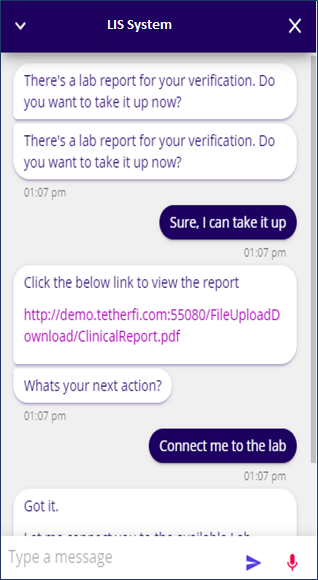 LIS System
There's a lab report for your verification. Do
you want to take it up now?
There's a lab report for your verification. Do
you want to take it up now?
01:07 pm
Sure, I can take it up
01:07 pm
Click the below link to view the report
http://demo.tetherfi.com:55080/FileUploadD
ownload/ClinicalReport.pdf
Whats your next action?
01:07 pm
Connect me to the lab
01:07 pm
Got it.
Let me connect you to the available Lab
Type a message